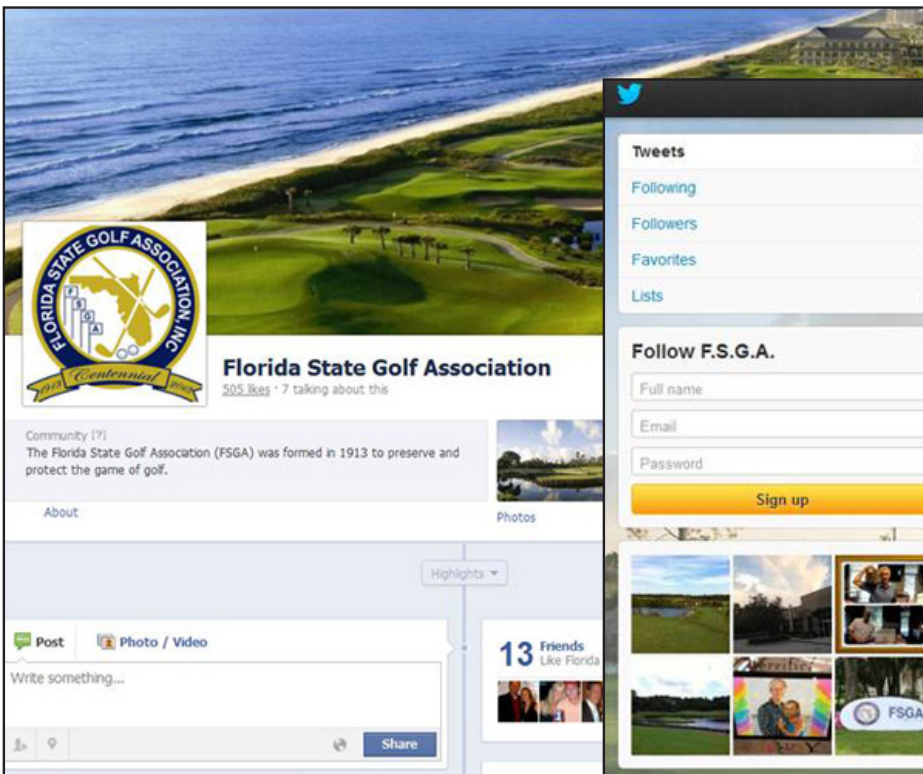 FLORIDA STATE GOLF ASSOCIATION, INC
F
S
G
A
1913 Centennial 2013
Florida State Golf Association
505 likes · 7 talking about this
Community [?]
The Florida State Golf Association (FSGA) was formed in 1913 to preserve and
protect the game of golf.
About
Photos
Highlights
Post Photo / Video
Write something...
Share
13 Friends
Like Florida
Tweets
Following
Followers
Favorites
Lists
Follow F.S.G.A.
Full name
Email
Password
Sign up
FSGA